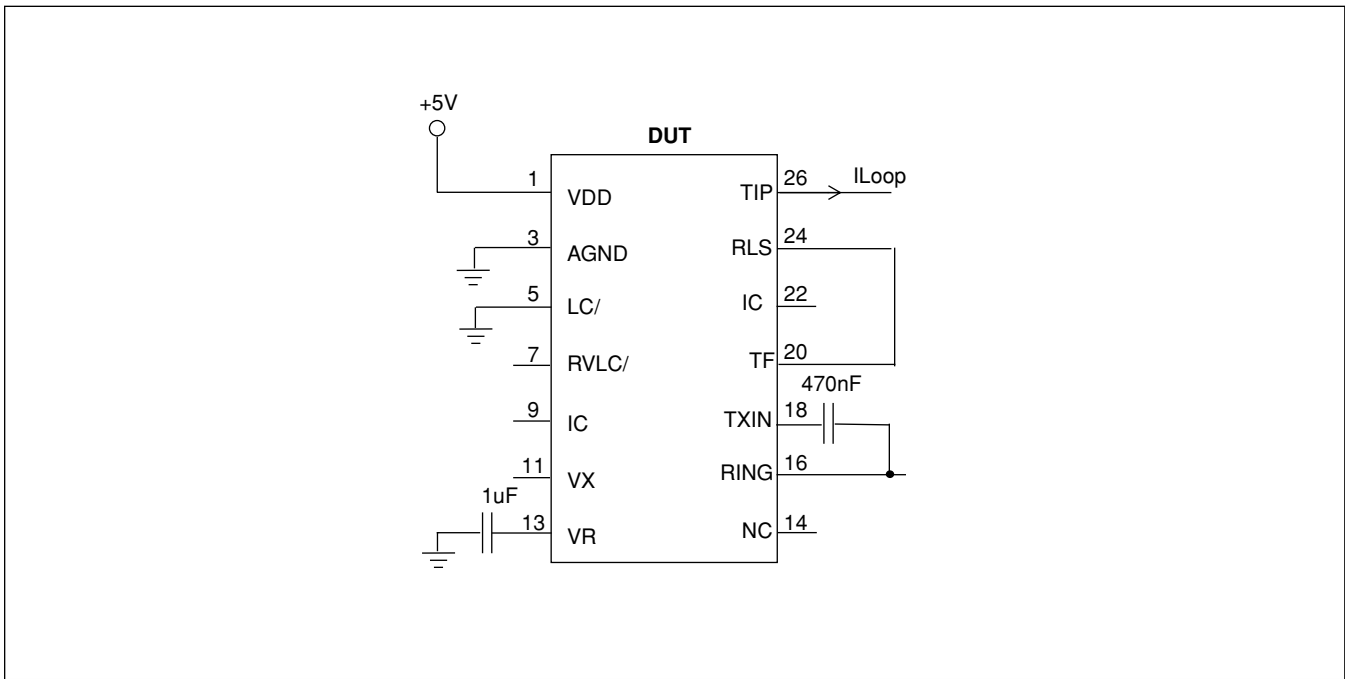 +5V
DUT
1
VDD
3
AGND
5
LC/
7
RVLC/
9
IC
11
VX
1uF
13
VR
TIP
26
ILoop
RLS
24
IC
22
TF
20
470nF
TXIN
18
RING
16
NC
14